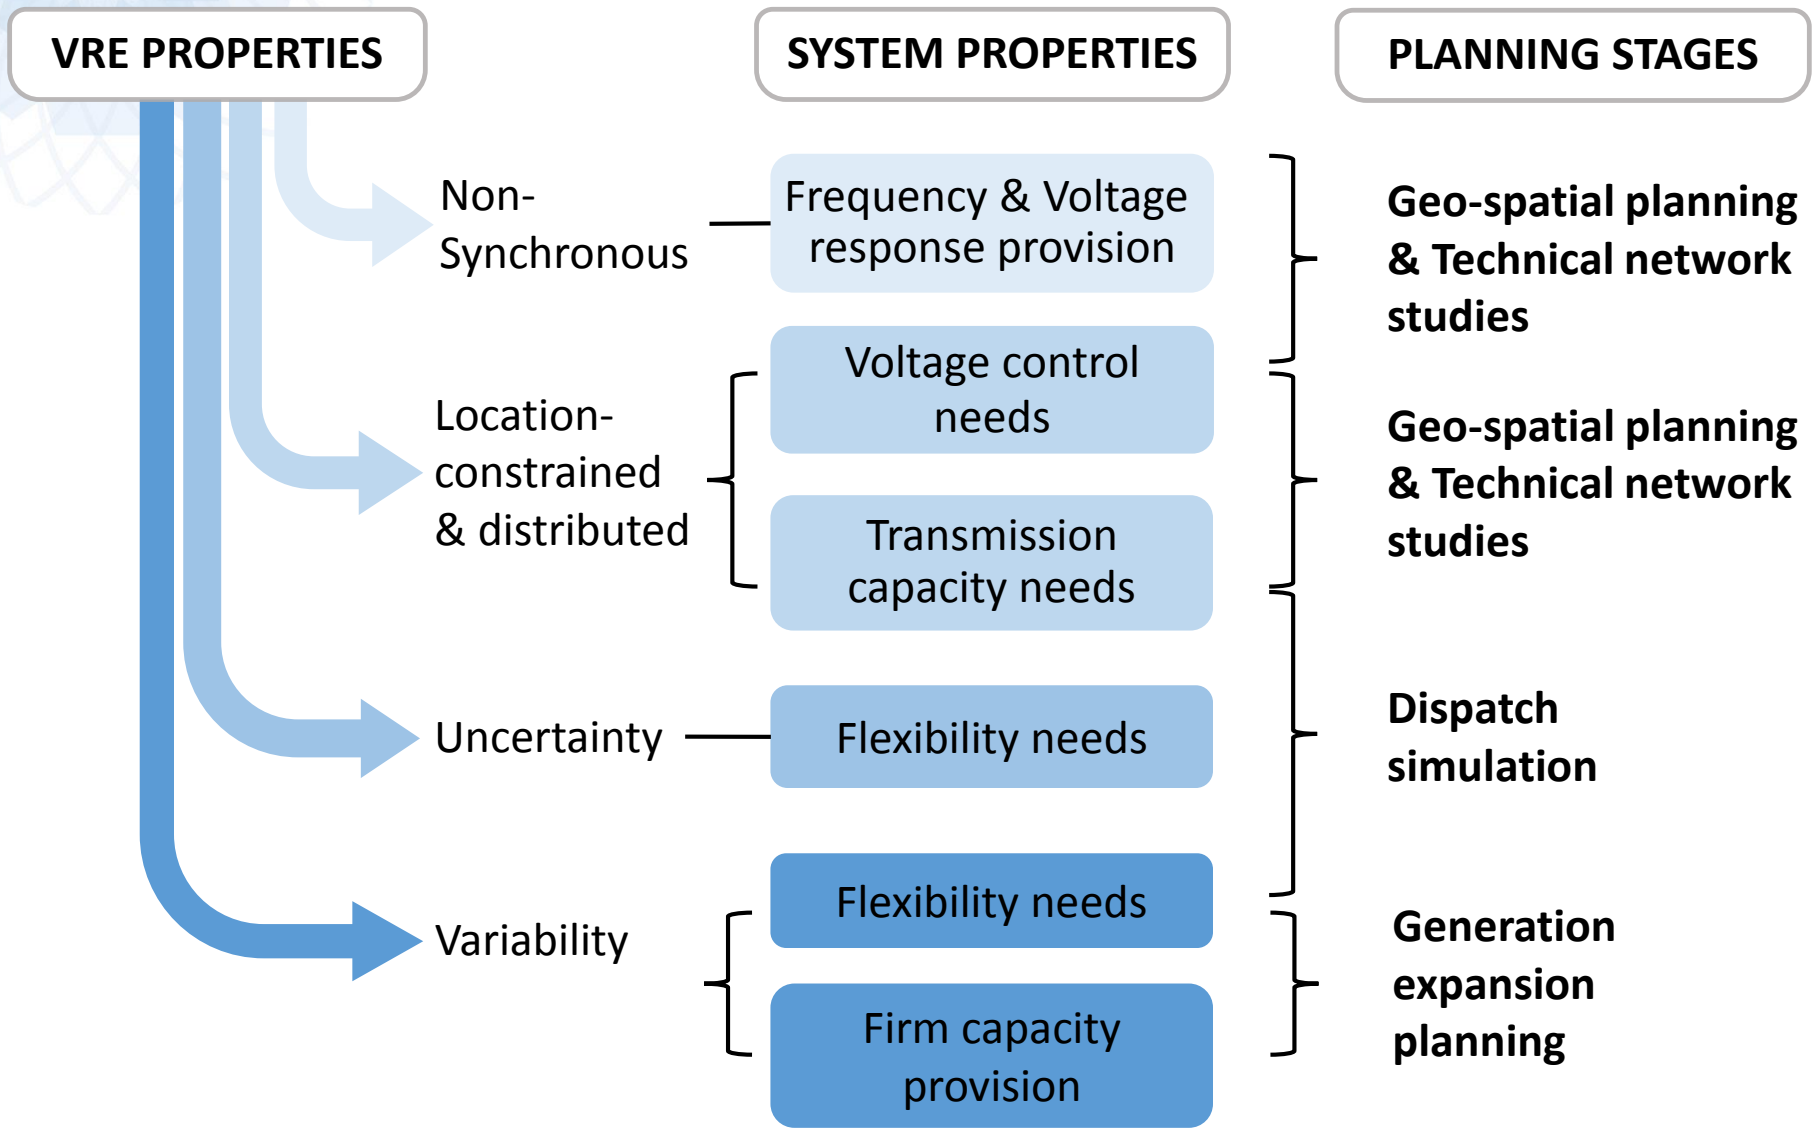 VRE PROPERTIES
SYSTEM PROPERTIES
PLANNING STAGES
Non-
Synchronous
Frequency & Voltage
response provision
Geo-spatial planning
& Technical network
studies
Location-
constrained
& distributed
Voltage control
needs
Transmission
capacity needs
Geo-spatial planning
& Technical network
studies
Uncertainty
Flexibility needs
Dispatch
simulation
Variability
Flexibility needs
Firm capacity
provision
Generation
expansion
planning